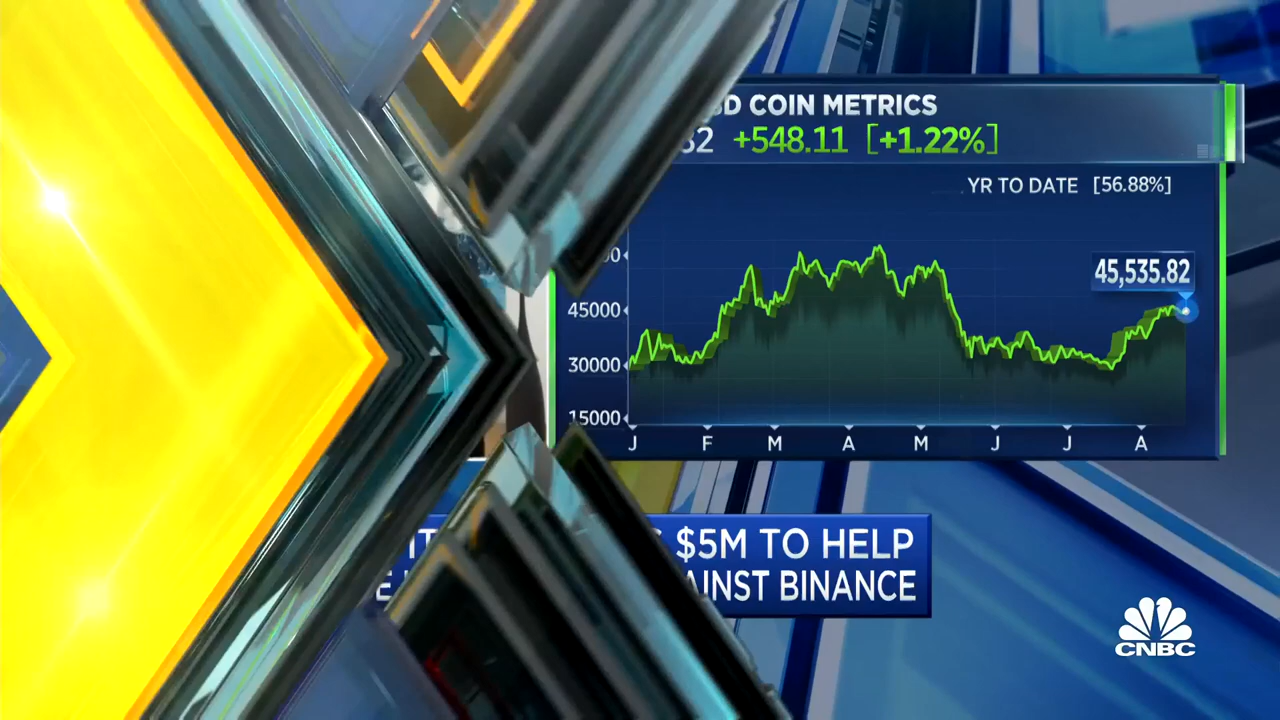 COIN METRICS
+548.11 [+1.22%]
YR TO DATE [56.88%]
45,535.82
45000
30000
15000
J F M A M J J A
$5M TO HELP
BINANCE
CNBC